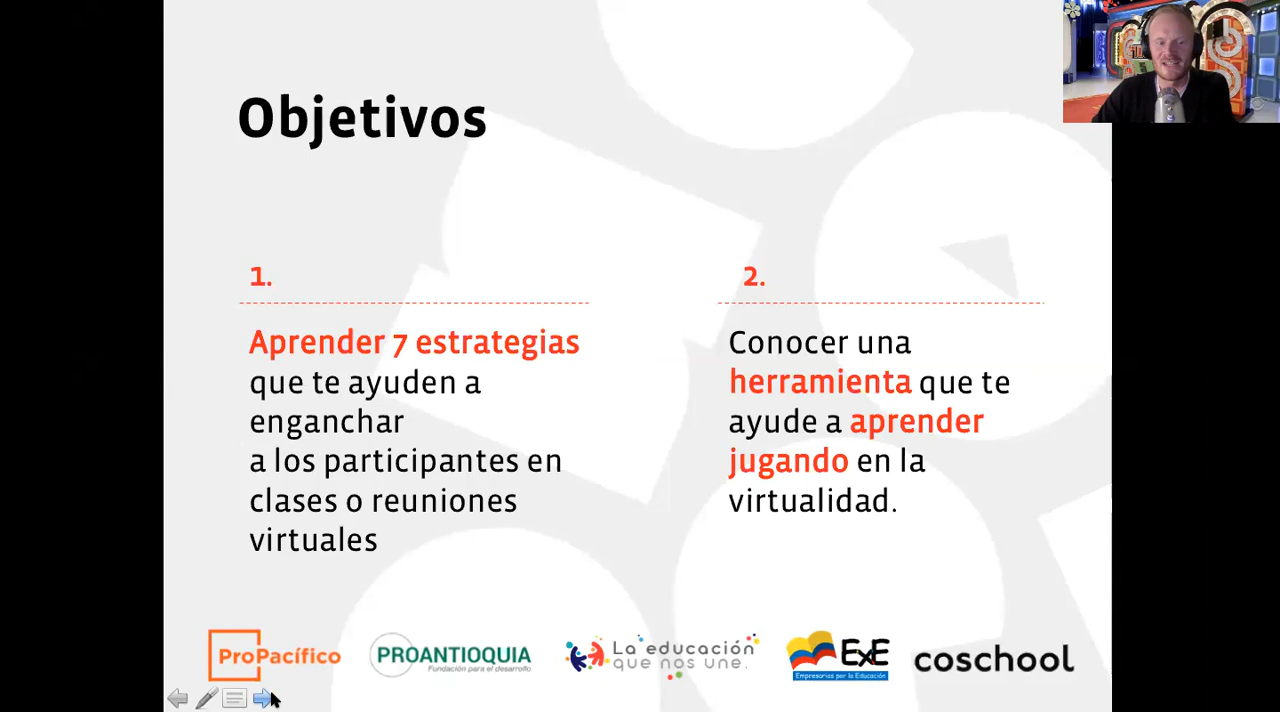 Objetivos
1.
Aprender 7 estrategias
que te ayuden a
enganchar
a los participantes en
clases o reuniones
virtuales
2.
Conocer una
herramienta que te
ayude a aprender
jugando en la
virtualidad.
ProPacífico
PROANTIOQUIA
Fundación para el desarrollo
La educación
que nos une.
ExE
Empresarios por la Educación
coschool